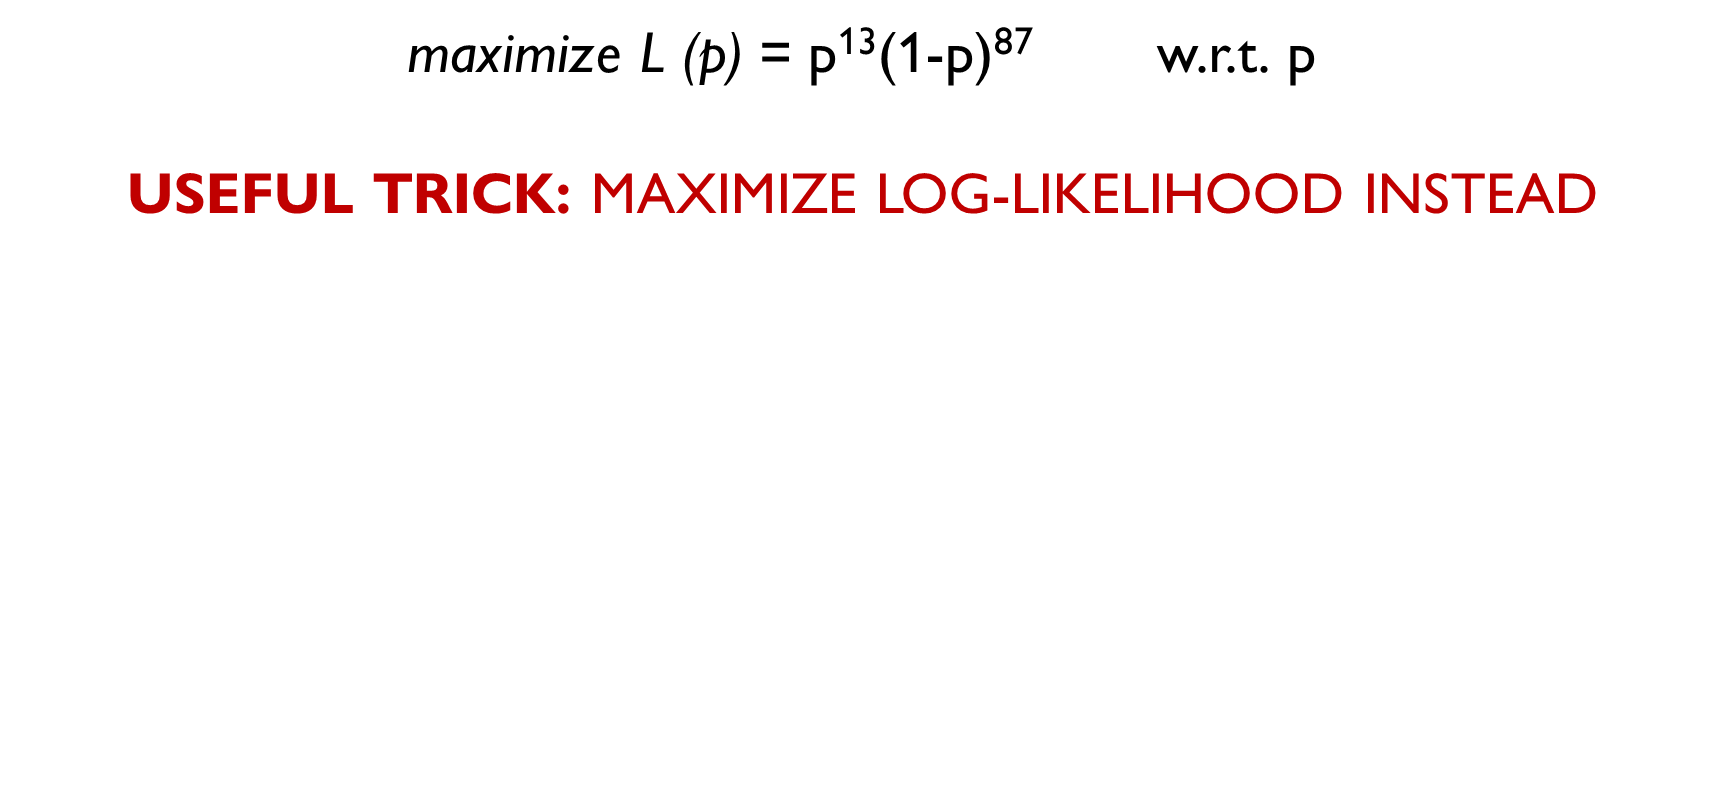 maximize L (p) = p¹³(1-p)⁸⁷ w.r.t. p
USEFUL TRICK: MAXIMIZE LOG-LIKELIHOOD INSTEAD